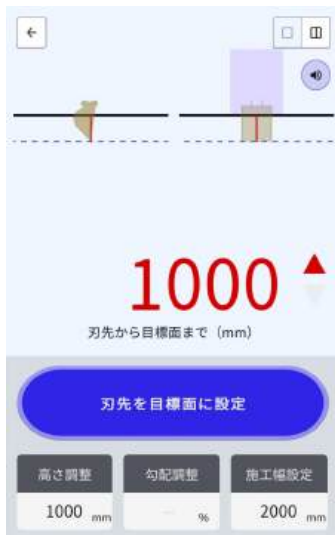 1000
刃先から目標面まで（mm）
刃先を目標面に設定
高さ調整 勾配調整 施工幅設定
1000 mm -- % 2000 mm